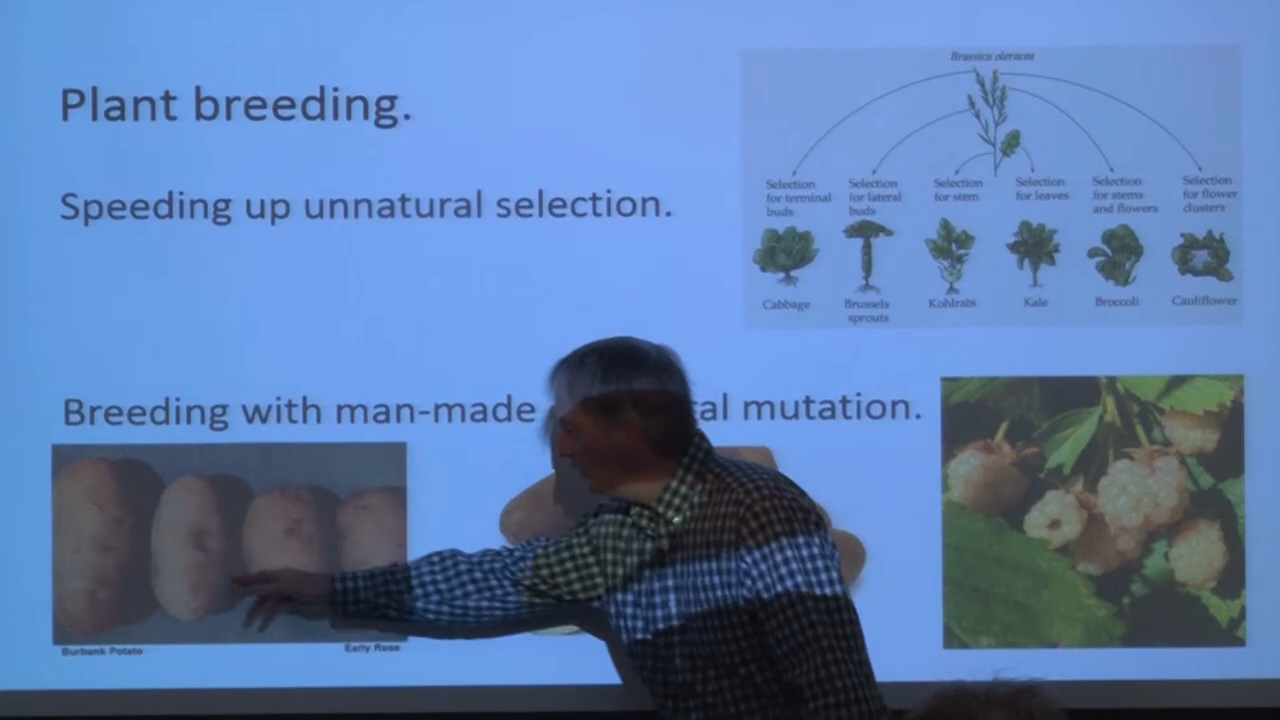 Plant breeding.
Speeding up unnatural selection.
Brassica oleracea
Selection
for terminal
buds
Selection
for lateral
buds
Selection
for stem
Selection
for leaves
Selection
for stems
and flowers
Selection
for flower
clusters
Cabbage
Brussels
sprouts
Kohlrabi
Kale
Broccoli
Cauliflower
Breeding with man-made mutation.
Burbank Potato
Early Rose